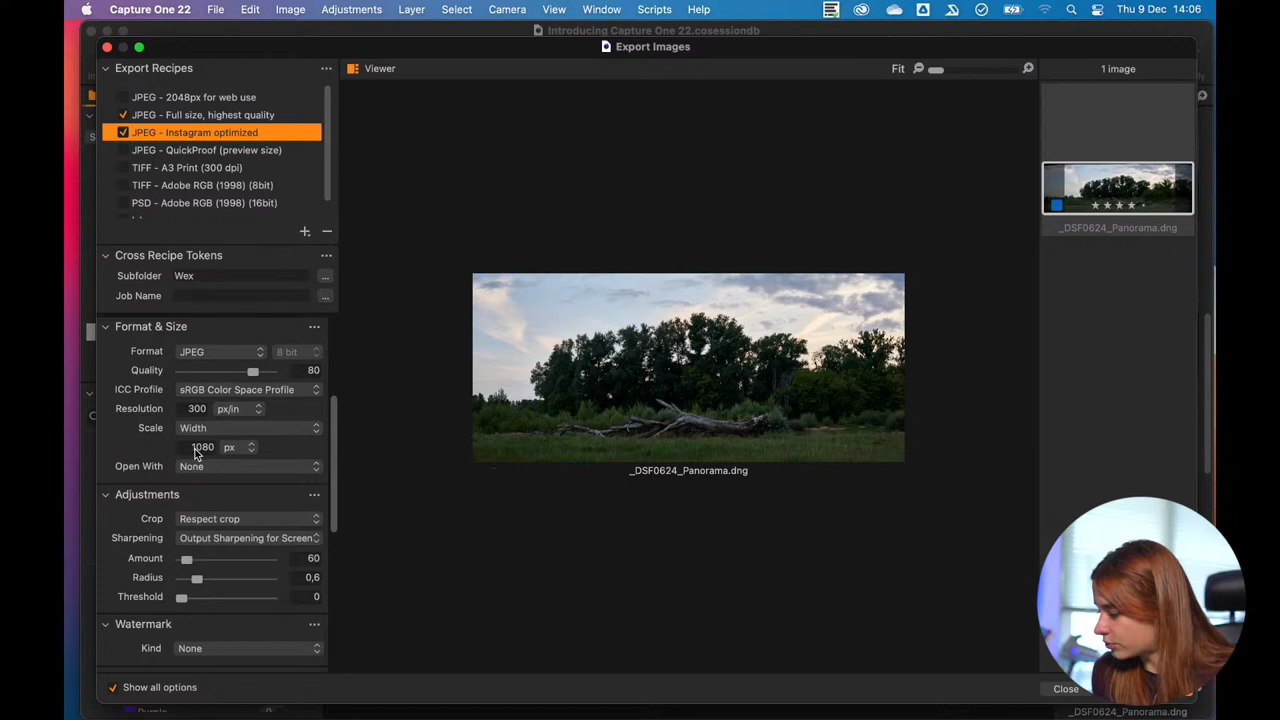 Capture One 22 File Edit Image Adjustments Layer Select Camera View Window Scripts Help Thu 9 Dec 14:06
Introducing Capture One 22.cosessiondb
Export Images
Export Recipes
Viewer
Fit
1 image
JPEG - 2048px for web use
JPEG - Full size, highest quality
JPEG - Instagram optimized
JPEG - QuickProof (preview size)
TIFF - A3 Print (300 dpi)
TIFF - Adobe RGB (1998) (8bit)
PSD - Adobe RGB (1998) (16bit)
_DSF0624_Panorama.dng
Cross Recipe Tokens
Subfolder Wex
Job Name
Format & Size
Format JPEG 8 bit
Quality 80
ICC Profile sRGB Color Space Profile
Resolution 300 px/in
Scale Width
1080 px
Open With None
_DSF0624_Panorama.dng
Adjustments
Crop Respect crop
Sharpening Output Sharpening for Screen
Amount 60
Radius 0,6
Threshold 0
Watermark
Kind None
Show all options
Close
Purple
_DSF0624_Panorama.dng